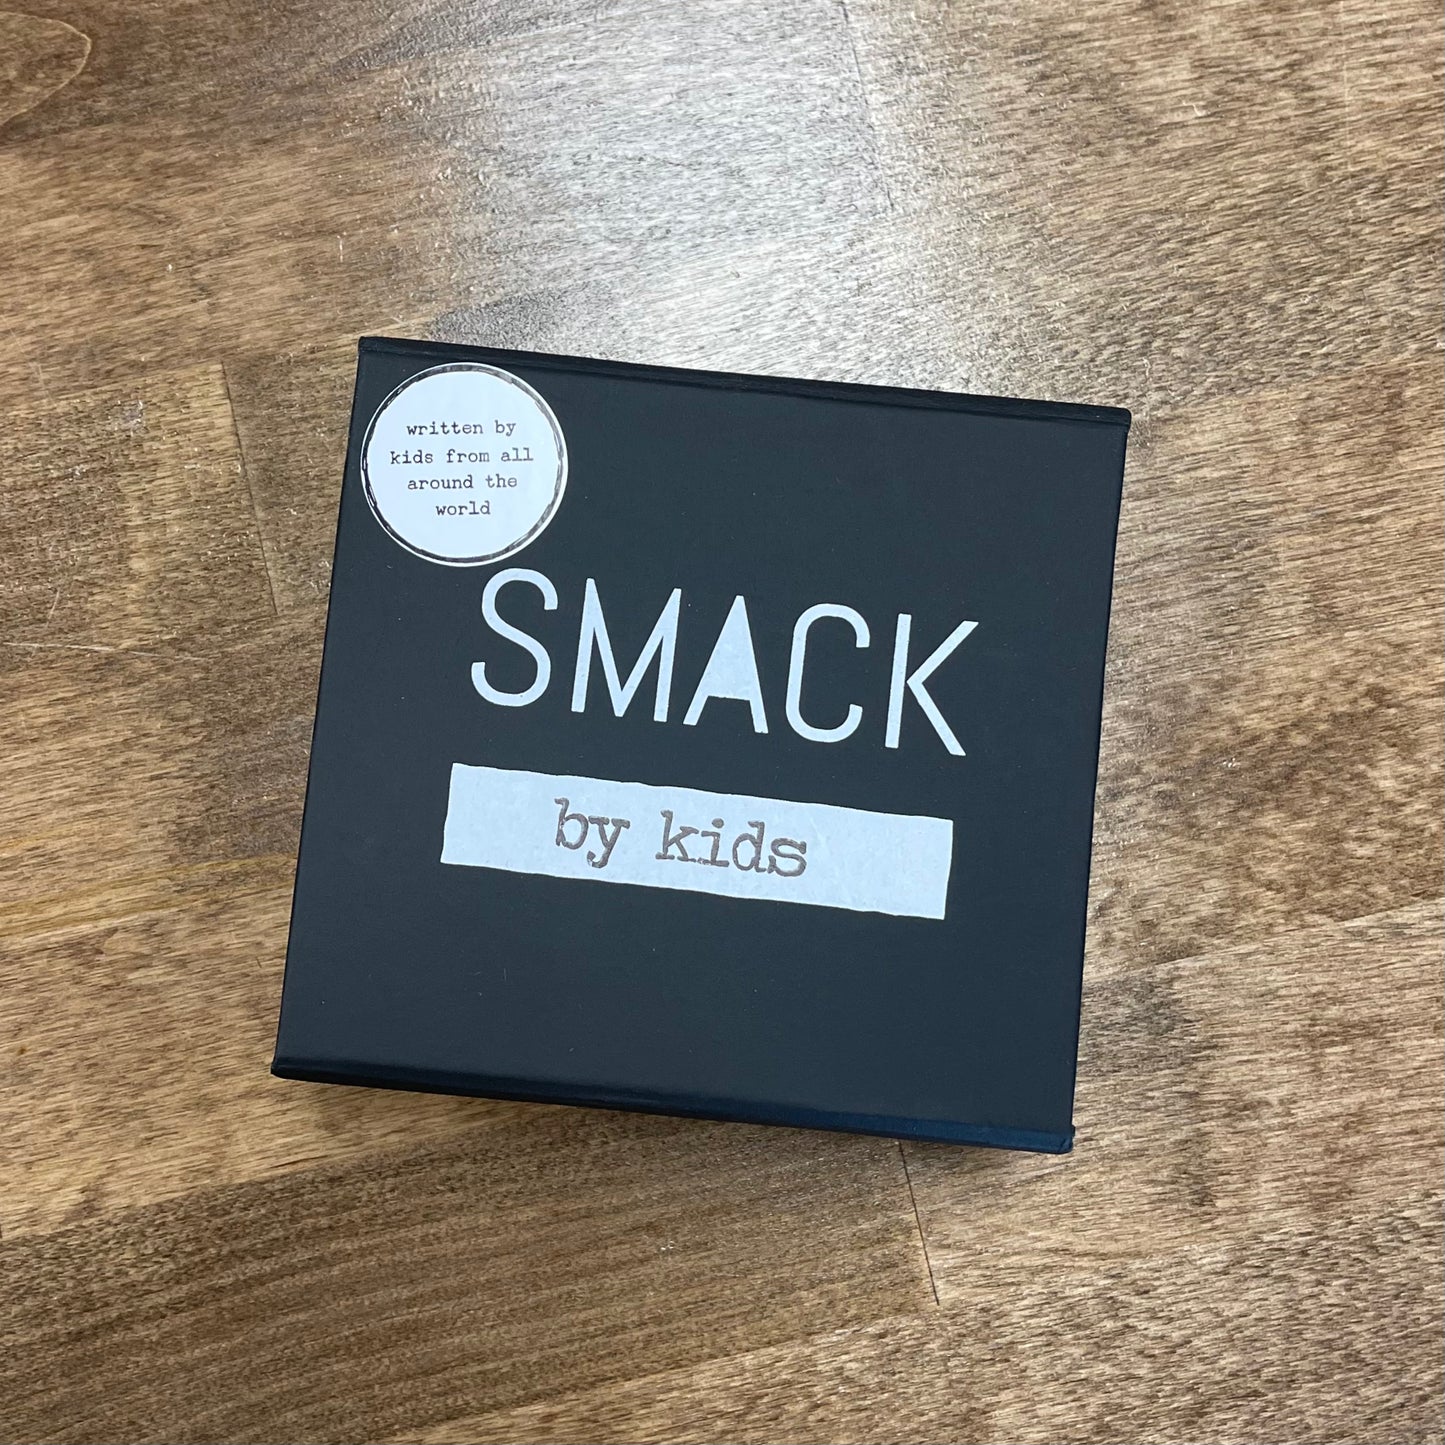 written by
kids from all
around the
world
SMACK
by kids